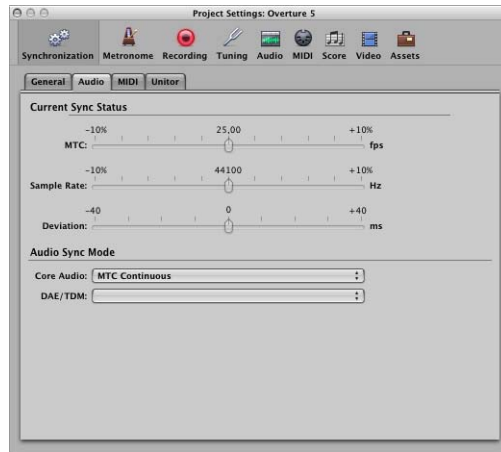 Project Settings: Overture 5
Synchronization Metronome Recording Tuning Audio MIDI Score Video Assets
General Audio MIDI Unitor
Current Sync Status
-10% 25,00 +10%
MTC: fps
-10% 44100 +10%
Sample Rate: Hz
-40 0 +40
Deviation: ms
Audio Sync Mode
Core Audio: MTC Continuous
DAE/TDM: